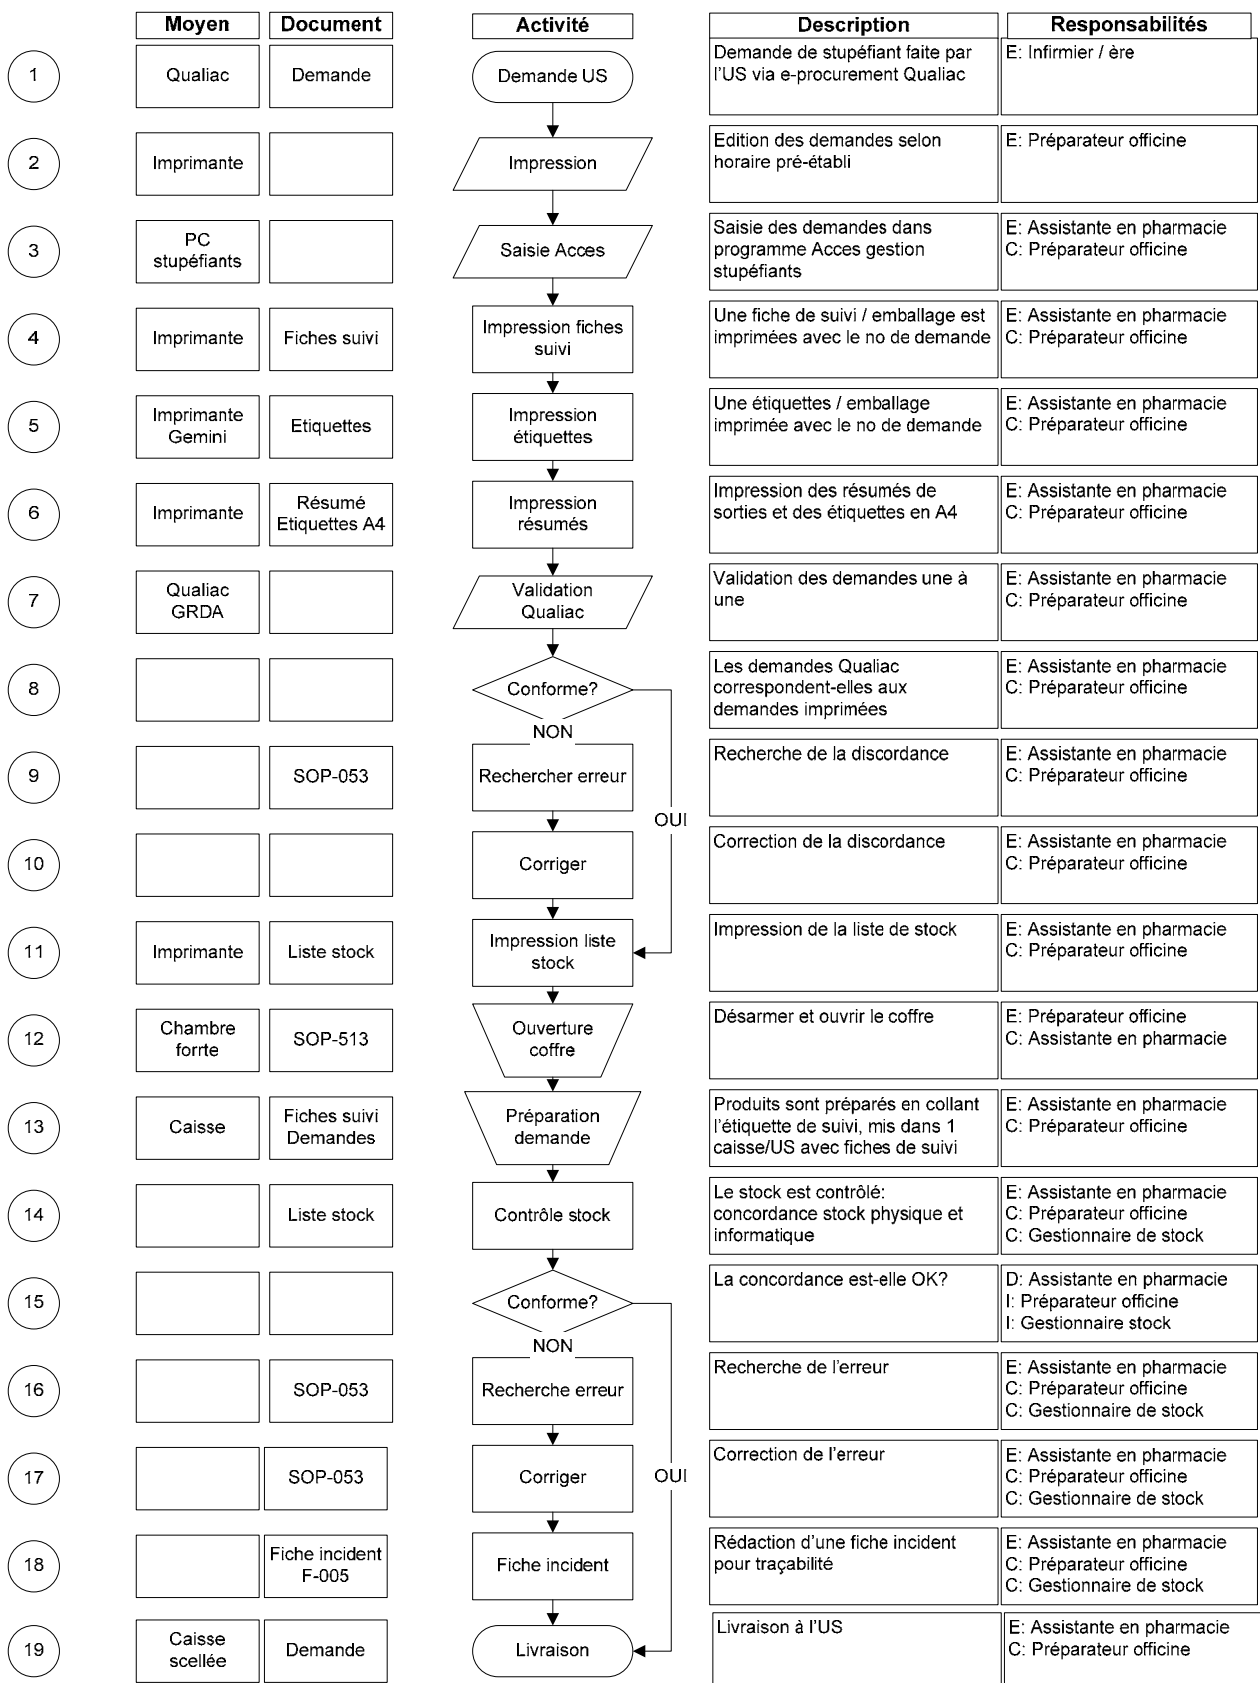 Moyen Document Activité Description Responsabilités
1
Qualiac
Demande
Demande US
Demande de stupéfiant faite par
l'US via e-procurement Qualiac
E: Infirmier / ère
2
Imprimante
Impression
Edition des demandes selon
horaire pré-établi
E: Préparateur officine
3
PC
stupéfiants
Saisie Acces
Saisie des demandes dans
programme Acces gestion
stupéfiants
E: Assistante en pharmacie
C: Préparateur officine
4
Imprimante
Fiches suivi
Impression fiches
suivi
Une fiche de suivi / emballage est
imprimées avec le no de demande
E: Assistante en pharmacie
C: Préparateur officine
5
Imprimante
Gemini
Etiquettes
Impression
étiquettes
Une étiquettes / emballage
imprimée avec le no de demande
E: Assistante en pharmacie
C: Préparateur officine
6
Imprimante
Résumé
Etiquettes A4
Impression
résumés
Impression des résumés de
sorties et des étiquettes en A4
E: Assistante en pharmacie
C: Préparateur officine
7
Qualiac
GRDA
Validation
Qualiac
Validation des demandes une à
une
E: Assistante en pharmacie
C: Préparateur officine
8
Conforme?
Les demandes Qualiac
correspondent-elles aux
demandes imprimées
E: Assistante en pharmacie
C: Préparateur officine
NON
9
SOP-053
Rechercher erreur
Recherche de la discordance
E: Assistante en pharmacie
C: Préparateur officine
OUI
10
Corriger
Correction de la discordance
E: Assistante en pharmacie
C: Préparateur officine
11
Imprimante
Liste stock
Impression liste
stock
Impression de la liste de stock
E: Assistante en pharmacie
C: Préparateur officine
12
Chambre
forrte
SOP-513
Ouverture
coffre
Désarmer et ouvrir le coffre
E: Préparateur officine
C: Assistante en pharmacie
13
Caisse
Fiches suivi
Demandes
Préparation
demande
Produits sont préparés en collant
l'étiquette de suivi, mis dans 1
caisse/US avec fiches de suivi
E: Assistante en pharmacie
C: Préparateur officine
14
Liste stock
Contrôle stock
Le stock est contrôlé:
concordance stock physique et
informatique
E: Assistante en pharmacie
C: Préparateur officine
C: Gestionnaire de stock
15
Conforme?
La concordance est-elle OK?
D: Assistante en pharmacie
I: Préparateur officine
I: Gestionnaire stock
NON
16
SOP-053
Recherche erreur
Recherche de l'erreur
E: Assistante en pharmacie
C: Préparateur officine
C: Gestionnaire de stock
17
SOP-053
Corriger
OUI
Correction de l'erreur
E: Assistante en pharmacie
C: Préparateur officine
C: Gestionnaire de stock
18
Fiche incident
F-005
Fiche incident
Rédaction d'une fiche incident
pour traçabilité
E: Assistante en pharmacie
C: Préparateur officine
C: Gestionnaire de stock
19
Caisse
scellée
Demande
Livraison
Livraison à l'US
E: Assistante en pharmacie
C: Préparateur officine